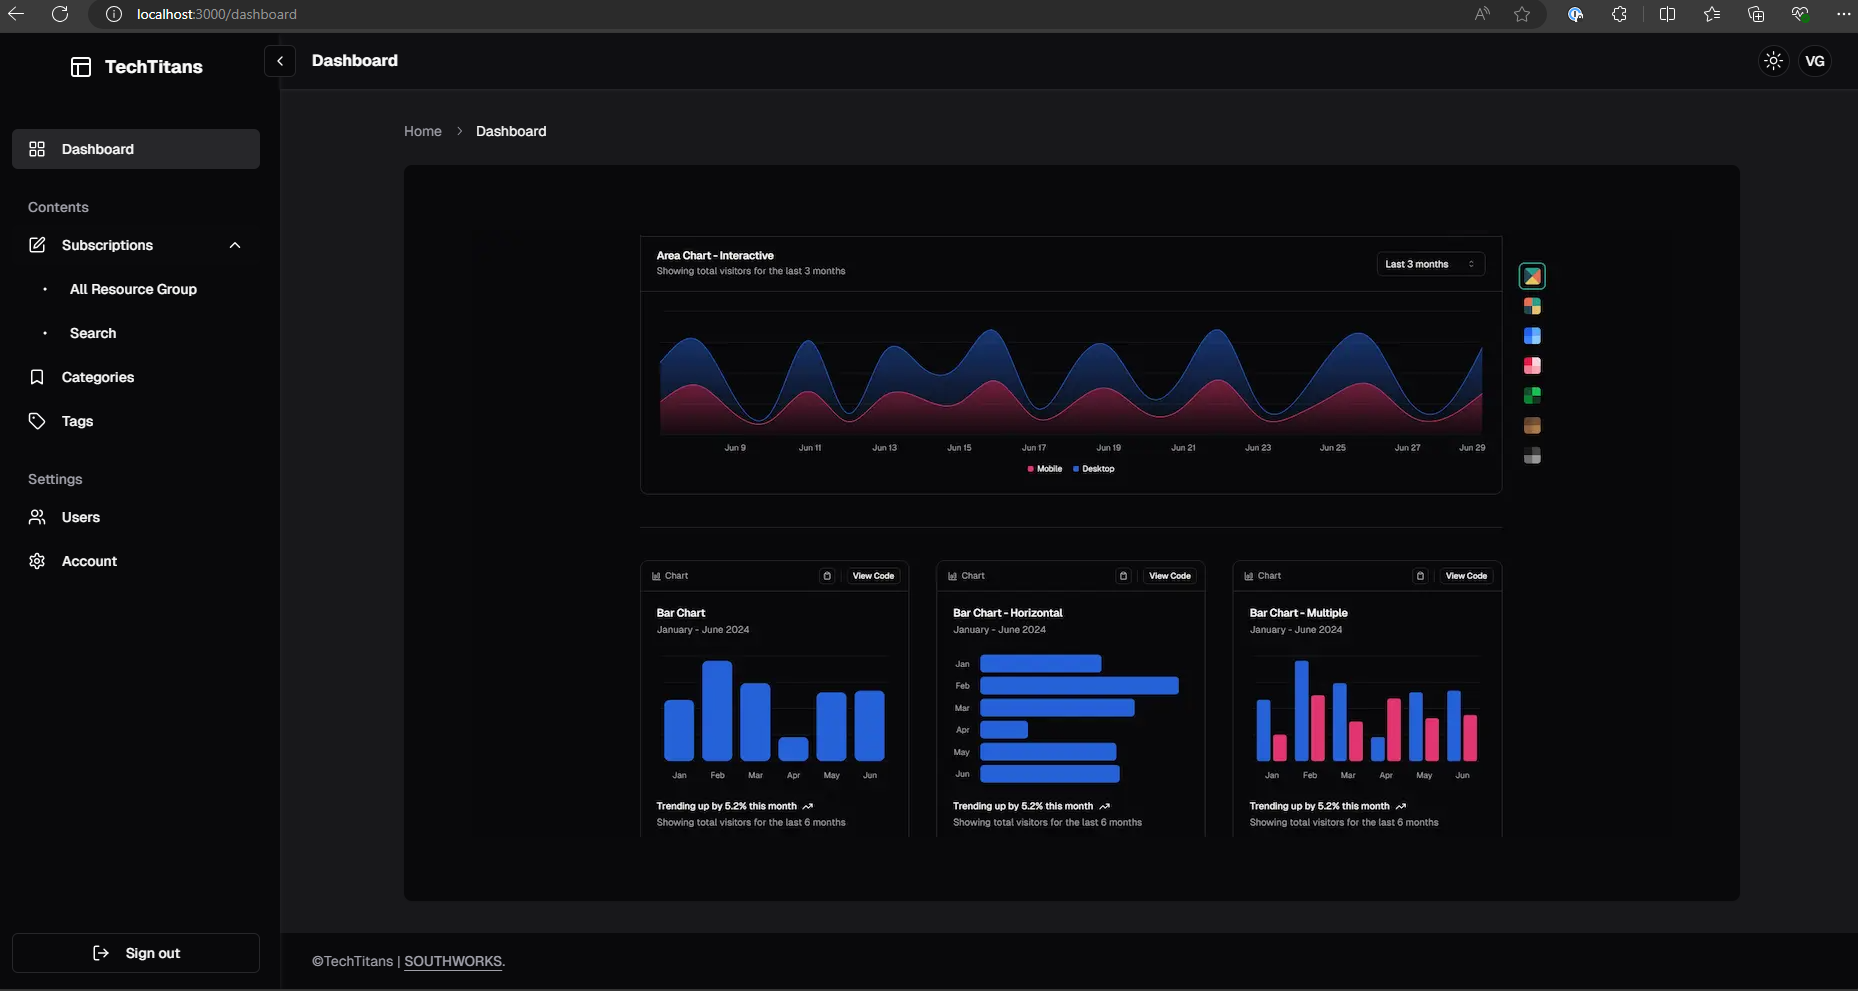 localhost:3000/dashboard
TechTitans
Dashboard
VG
Dashboard
Contents
Subscriptions
All Resource Group
Search
Categories
Tags
Settings
Users
Account
Sign out
Home > Dashboard
Area Chart - Interactive
Showing total visitors for the last 3 months
Last 3 months
Jun 9 Jun 11 Jun 13 Jun 15 Jun 17 Jun 19 Jun 21 Jun 23 Jun 25 Jun 27 Jun 29
Mobile Desktop
Chart View Code
Bar Chart
January - June 2024
Jan Feb Mar Apr May Jun
Trending up by 5.2% this month
Showing total visitors for the last 6 months
Chart View Code
Bar Chart - Horizontal
January - June 2024
Jan
Feb
Mar
Apr
May
Jun
Trending up by 5.2% this month
Showing total visitors for the last 6 months
Chart View Code
Bar Chart - Multiple
January - June 2024
Jan Feb Mar Apr May Jun
Trending up by 5.2% this month
Showing total visitors for the last 6 months
©TechTitans | SOUTHWORKS.